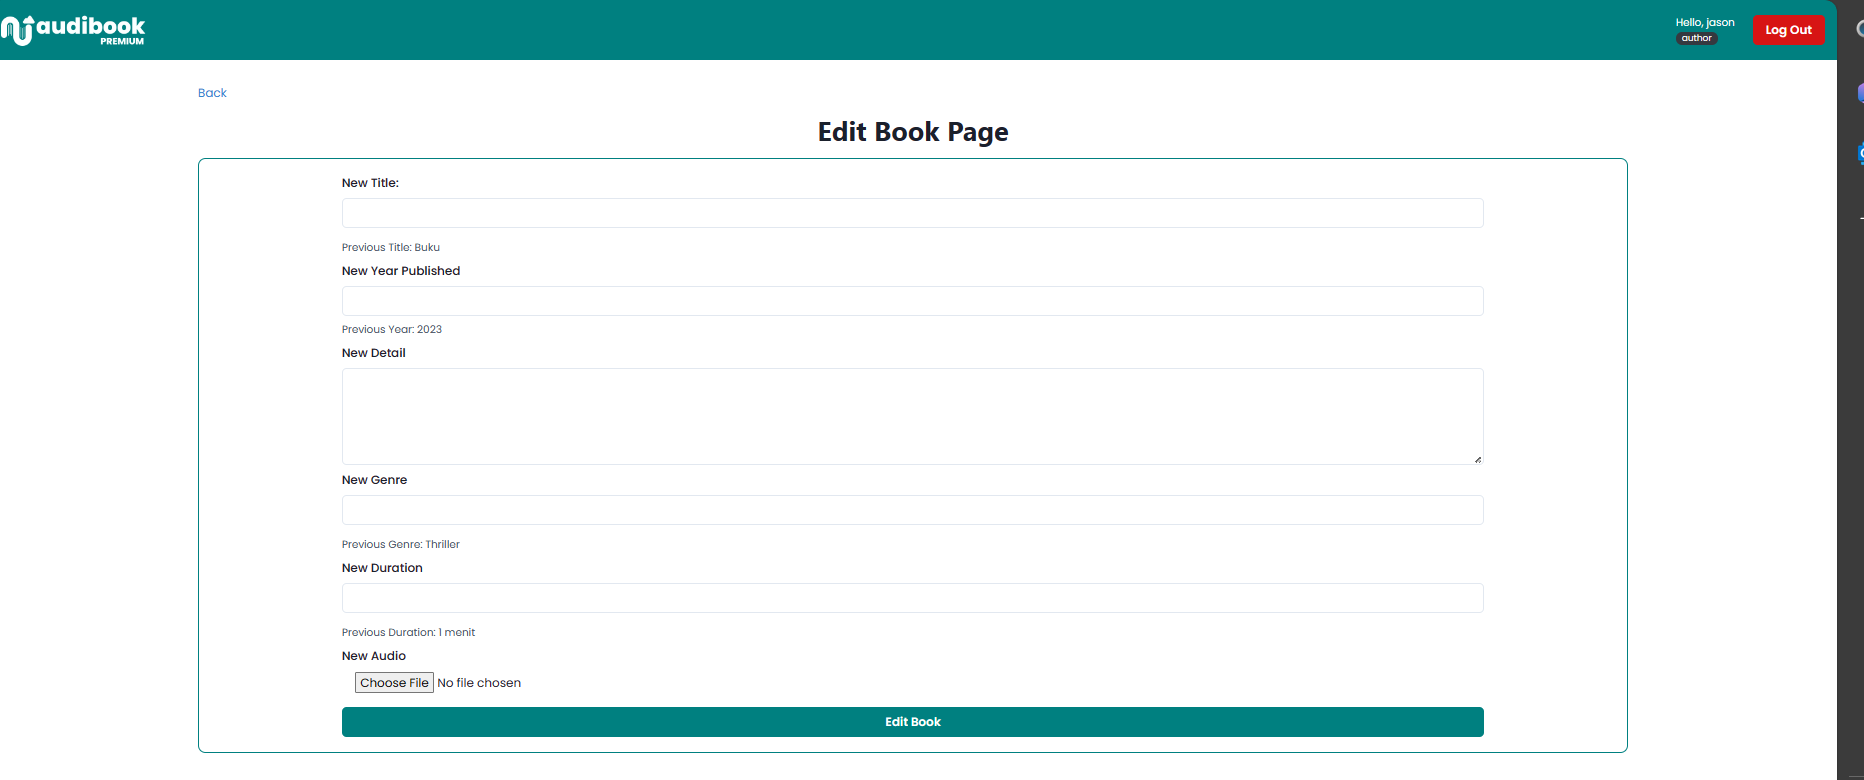 audibook
PREMIUM
Hello, jason
author
Log Out
Back
Edit Book Page
New Title:
Previous Title: Buku
New Year Published
Previous Year: 2023
New Detail
New Genre
Previous Genre: Thriller
New Duration
Previous Duration: 1 menit
New Audio
Choose File No file chosen
Edit Book